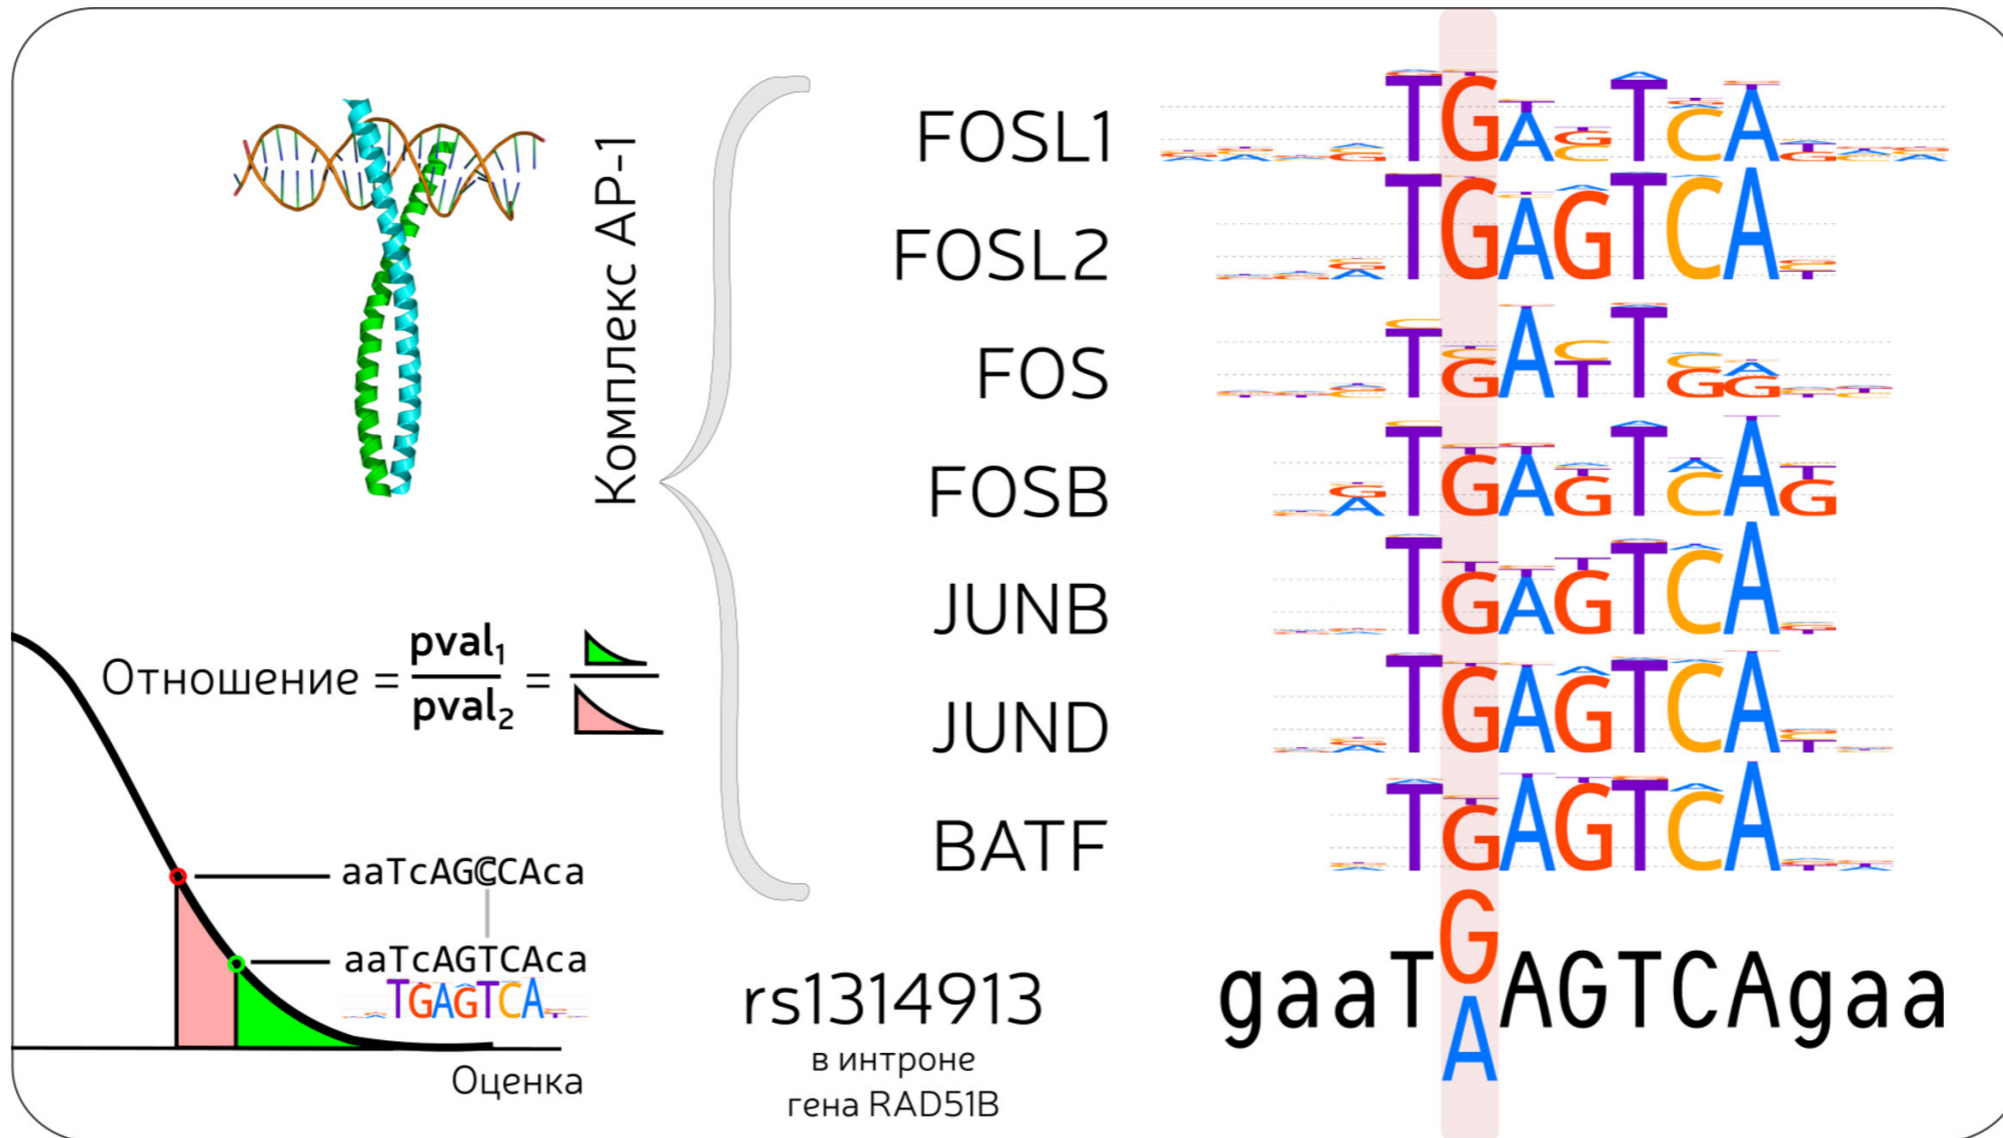 Комплекс AP-1
FOSL1
FOSL2
FOS
FOSB
JUNB
JUND
BATF
Отношение = pval₁ / pval₂ =
aaTcAGCCAca
aaTcAGTCAca
TGAGTCA
Оценка
rs1314913
в интроне
гена RAD51B
G
gaaT AGTCAgaa
A